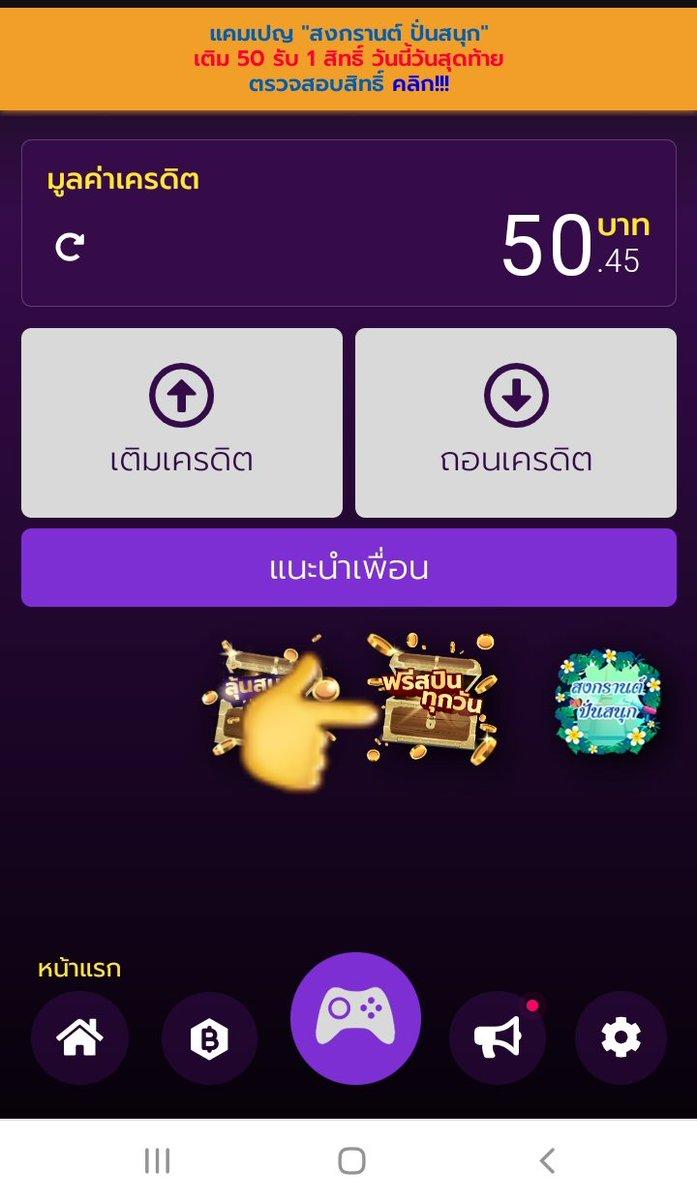 แคมเปญ "สงกรานต์ ปั่นสนุก"
เติม 50 รับ 1 สิทธิ์ วันนี้วันสุดท้าย
ตรวจสอบสิทธิ์ คลิก!!!
มูลค่าเครดิต
50.45 บาท
เติมเครดิต
ถอนเครดิต
แนะนำเพื่อน
ฟรีสปิน
ทุกวัน
สงกรานต์
ปั่นสนุก
หน้าแรก